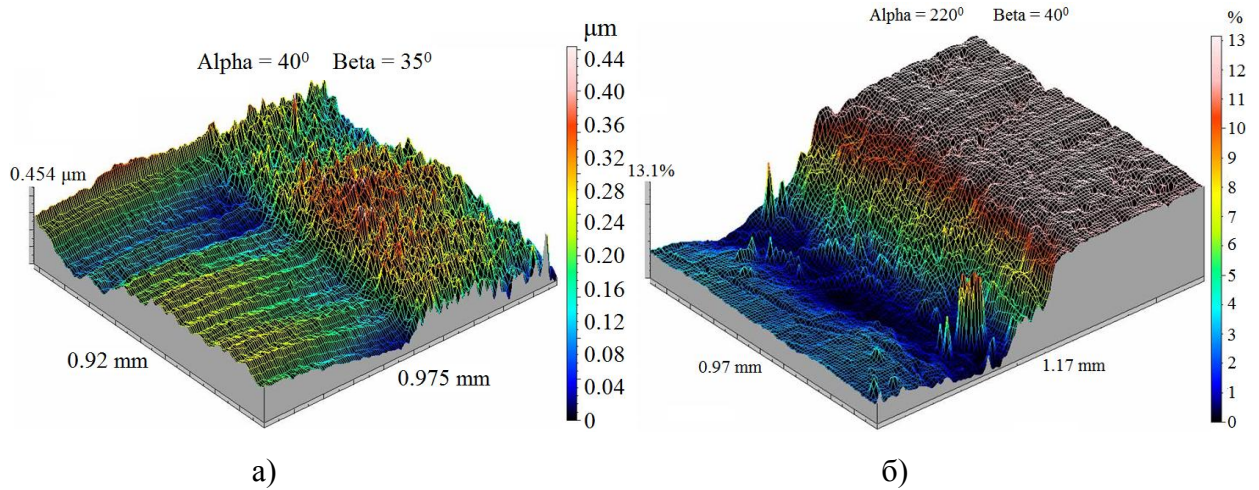 μm
Alpha = 40⁰ Beta = 35⁰
0.454 μm
0.92 mm
0.975 mm
0.44
0.40
0.36
0.32
0.28
0.24
0.20
0.16
0.12
0.08
0.04
0
а)
Alpha = 220⁰ Beta = 40⁰
%
13.1%
0.97 mm
1.17 mm
13
12
11
10
9
8
7
6
5
4
3
2
1
0
б)